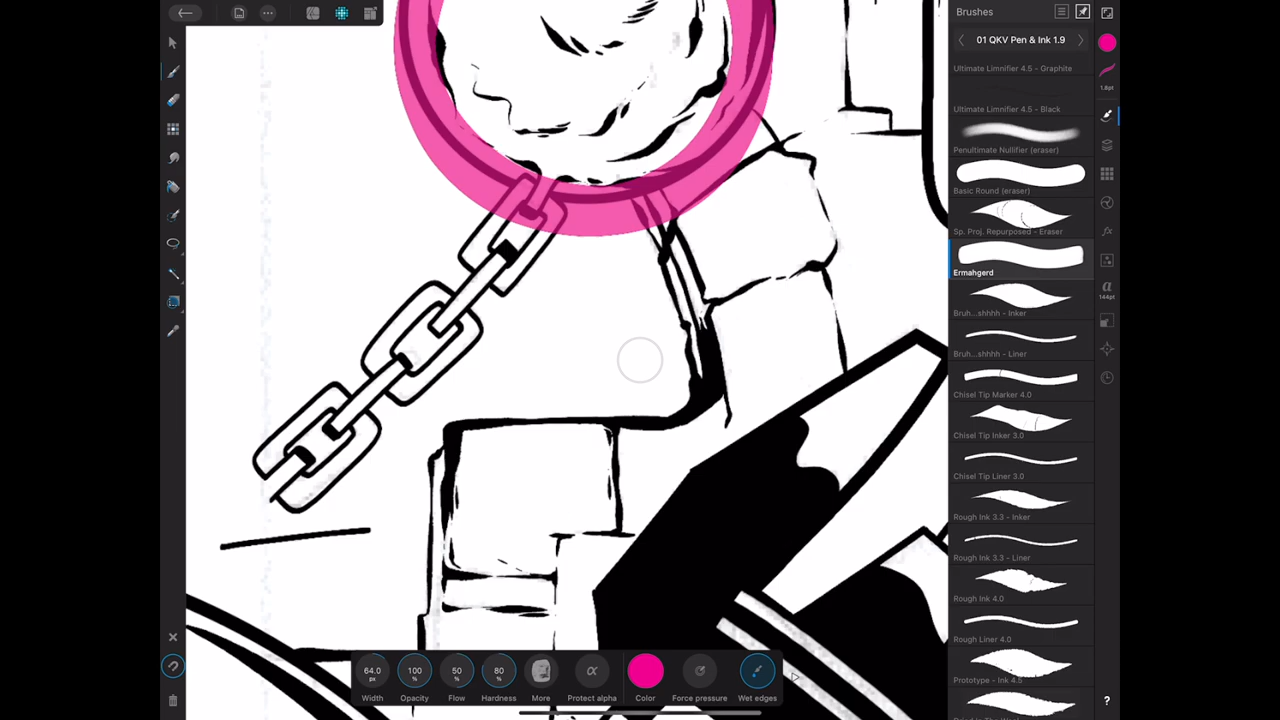 Brushes
01 QKV Pen & Ink 1.9
Ultimate Limnifier 4.5 - Graphite
1.8pt
Ultimate Limnifier 4.5 - Black
Penultimate Nullifier (eraser)
Basic Round (eraser)
Sp. Proj. Repurposed - Eraser
fx
Ermahgerd
a
144pt
Bruh...shhhh - Inker
Bruh...shhhh - Liner
Chisel Tip Marker 4.0
Chisel Tip Inker 3.0
Chisel Tip Liner 3.0
Rough Ink 3.3 - Inker
Rough Ink 3.3 - Liner
Rough Ink 4.0
Rough Liner 4.0
Prototype - Ink 4.5
64.0 px
100 %
50 %
80 %
α
Width
Opacity
Flow
Hardness
More
Protect alpha
Color
Force pressure
Wet edges
?